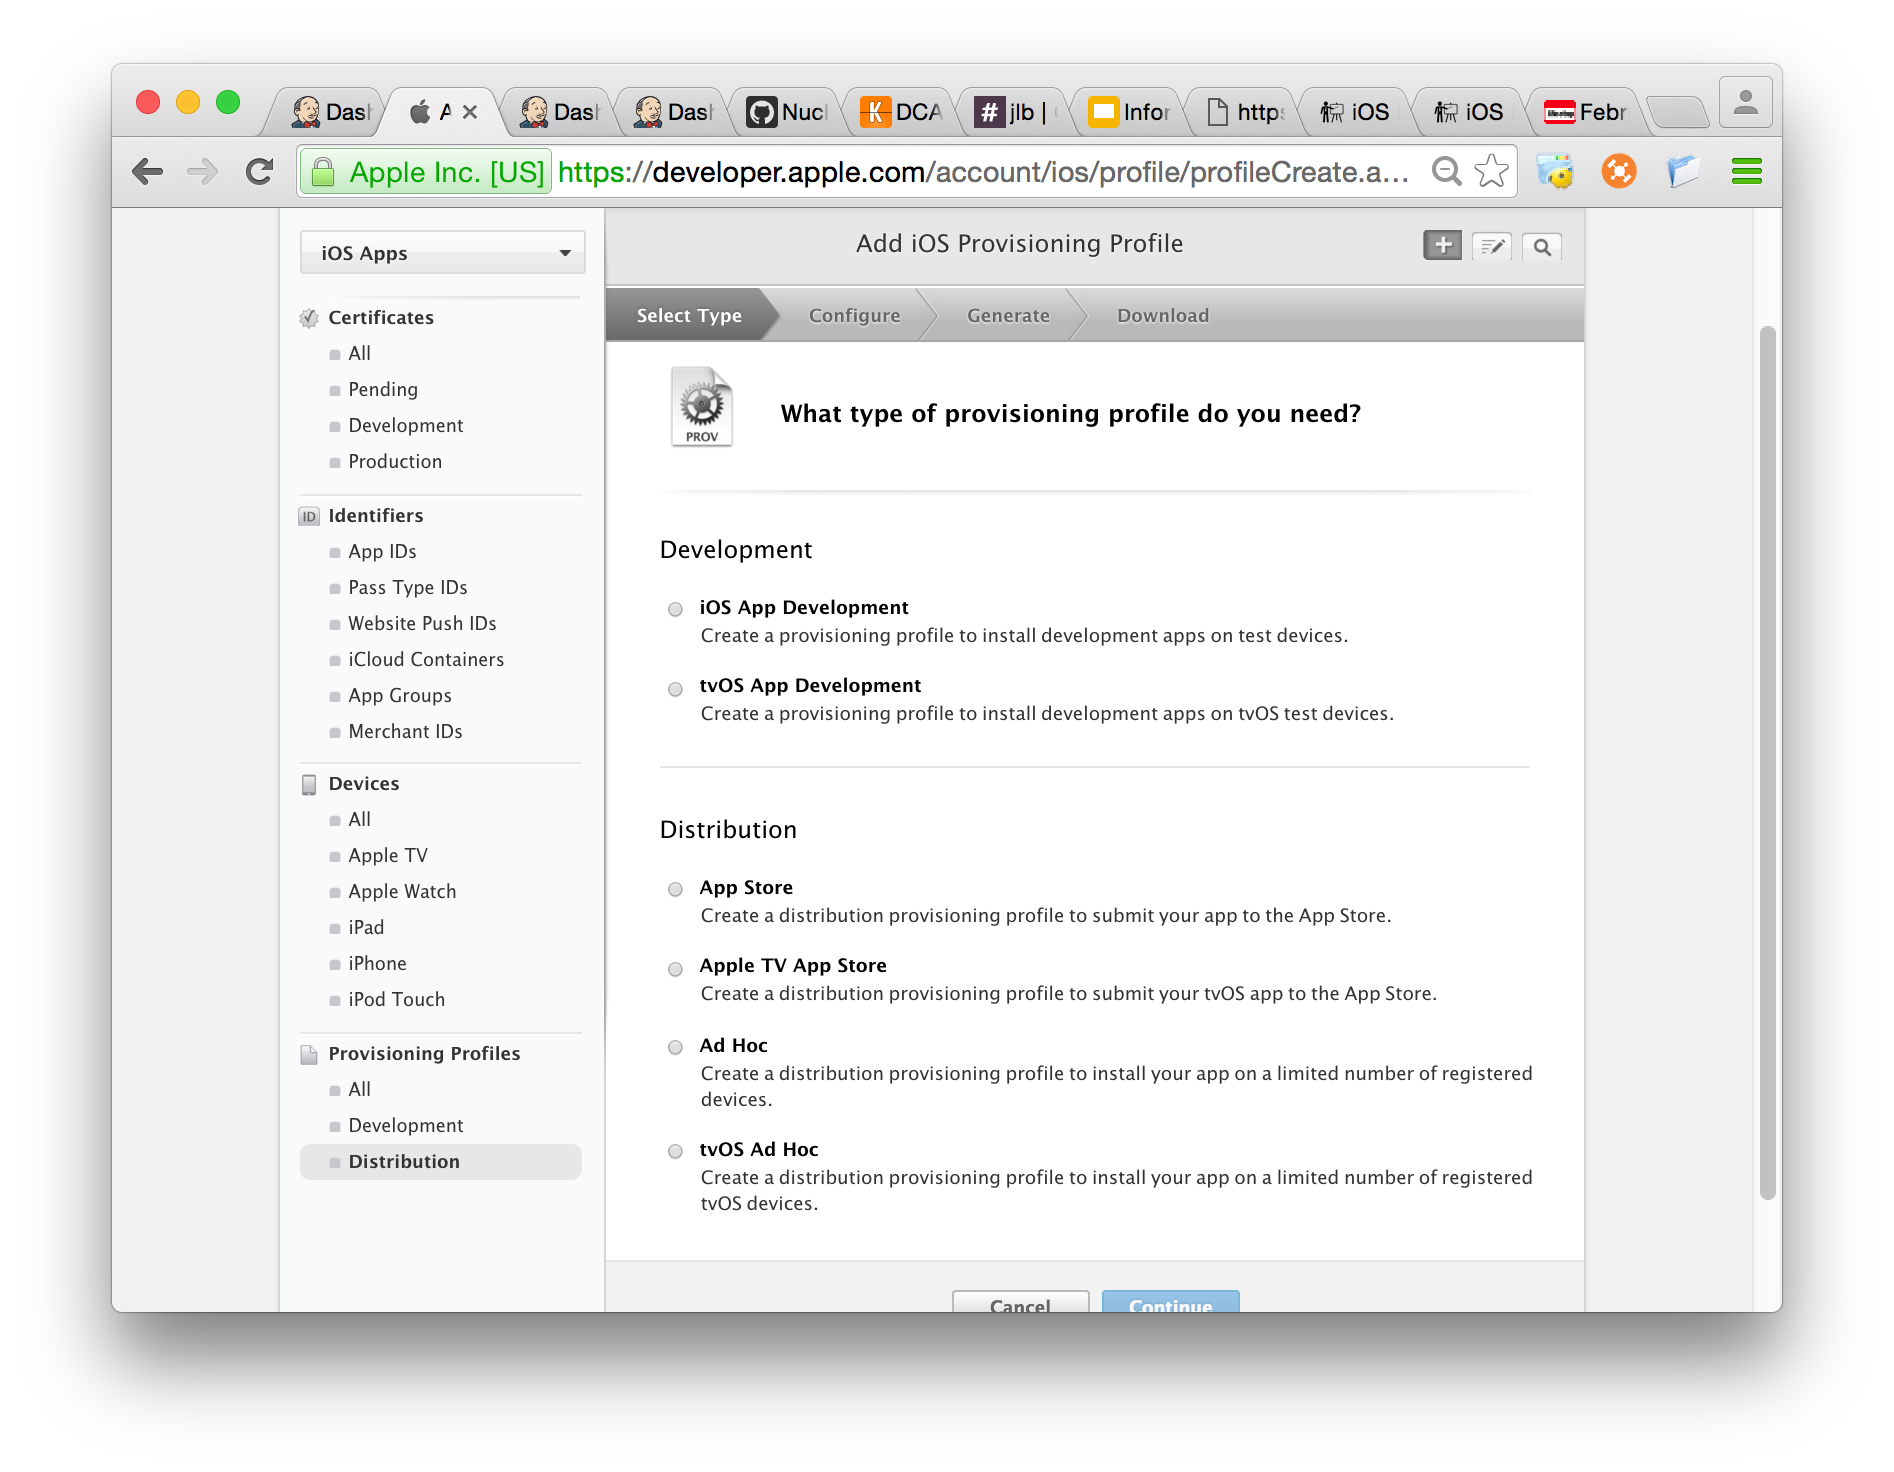 Dash
A
Dash
Dash
Nucl
DCA
jlb |
Infor
https
iOS
iOS
Febr
Apple Inc. [US] https://developer.apple.com/account/ios/profile/profileCreate.a...
iOS Apps
Certificates
All
Pending
Development
Production
ID Identifiers
App IDs
Pass Type IDs
Website Push IDs
iCloud Containers
App Groups
Merchant IDs
Devices
All
Apple TV
Apple Watch
iPad
iPhone
iPod Touch
Provisioning Profiles
All
Development
Distribution
Add iOS Provisioning Profile
Select Type Configure Generate Download
PROV
What type of provisioning profile do you need?
Development
iOS App Development
Create a provisioning profile to install development apps on test devices.
tvOS App Development
Create a provisioning profile to install development apps on tvOS test devices.
Distribution
App Store
Create a distribution provisioning profile to submit your app to the App Store.
Apple TV App Store
Create a distribution provisioning profile to submit your tvOS app to the App Store.
Ad Hoc
Create a distribution provisioning profile to install your app on a limited number of registered
devices.
tvOS Ad Hoc
Create a distribution provisioning profile to install your app on a limited number of registered
tvOS devices.
Cancel Continue